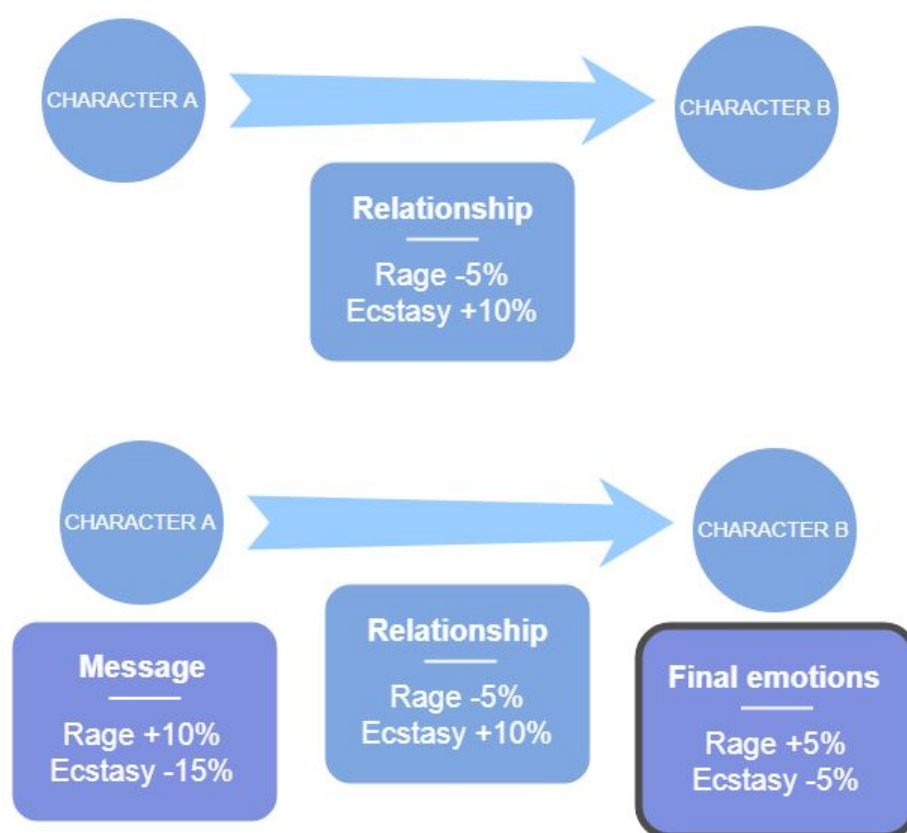 CHARACTER A
CHARACTER B
Relationship
Rage -5%
Ecstasy +10%
CHARACTER A
CHARACTER B
Message
Rage +10%
Ecstasy -15%
Relationship
Rage -5%
Ecstasy +10%
Final emotions
Rage +5%
Ecstasy -5%